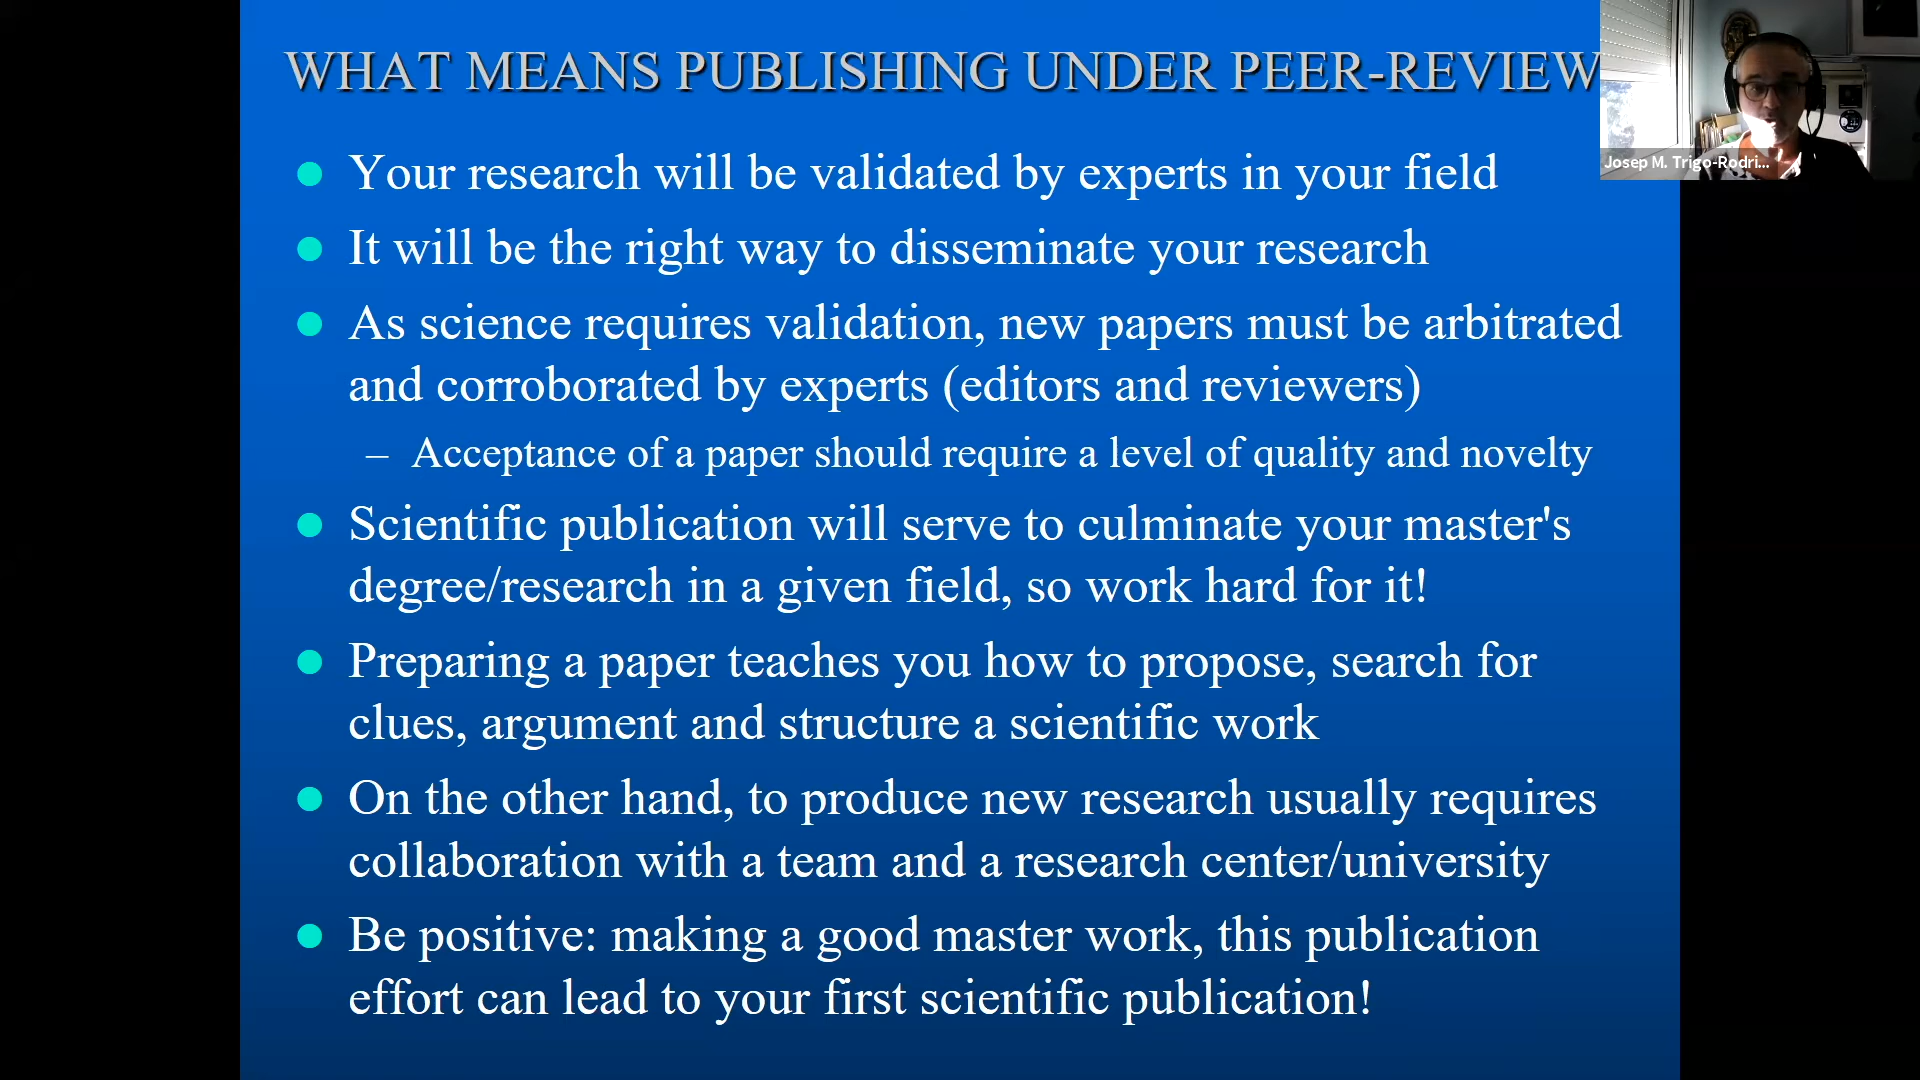 WHAT MEANS PUBLISHING UNDER PEER-REVIEW
Josep M. Trigo-Rodrí...
● Your research will be validated by experts in your field
● It will be the right way to disseminate your research
● As science requires validation, new papers must be arbitrated
and corroborated by experts (editors and reviewers)
– Acceptance of a paper should require a level of quality and novelty
● Scientific publication will serve to culminate your master's
degree/research in a given field, so work hard for it!
● Preparing a paper teaches you how to propose, search for
clues, argument and structure a scientific work
● On the other hand, to produce new research usually requires
collaboration with a team and a research center/university
● Be positive: making a good master work, this publication
effort can lead to your first scientific publication!